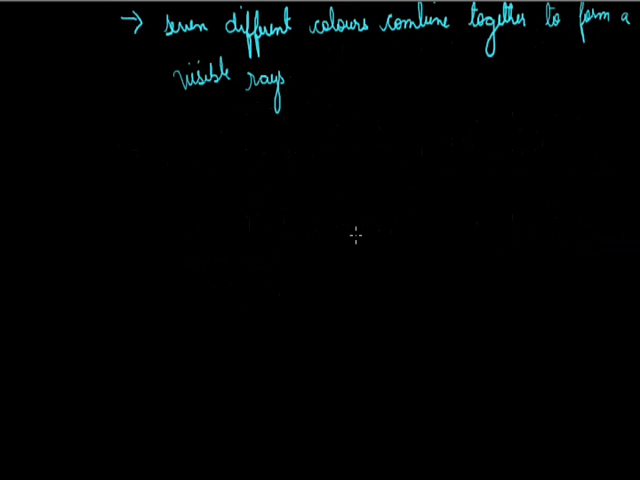 → seven different colours combine together to form a
visible rays